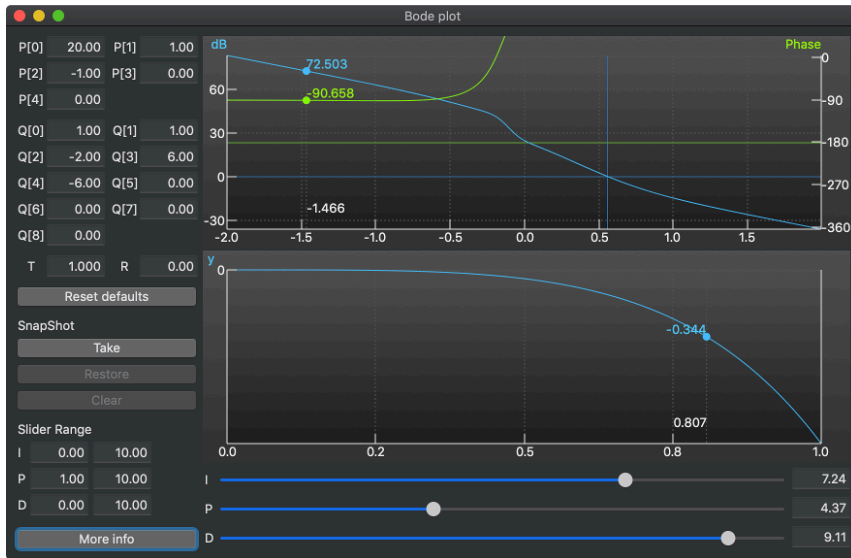 Bode plot
P[0] 20.00 P[1] 1.00
P[2] -1.00 P[3] 0.00
P[4] 0.00
Q[0] 1.00 Q[1] 1.00
Q[2] -2.00 Q[3] 6.00
Q[4] -6.00 Q[5] 0.00
Q[6] 0.00 Q[7] 0.00
Q[8] 0.00
T 1.000 R 0.00
Reset defaults
SnapShot
Take
Restore
Clear
Slider Range
I 0.00 10.00
P 1.00 10.00
D 0.00 10.00
More info
dB Phase
72.503
-90.658
60
30
0
-30
0
-90
-180
-270
-360
-1.466
-2.0 -1.5 -1.0 -0.5 0.0 0.5 1.0 1.5
y
0
-0.344
0.807
0.0 0.2 0.5 0.8 1.0
I 7.24
P 4.37
D 9.11